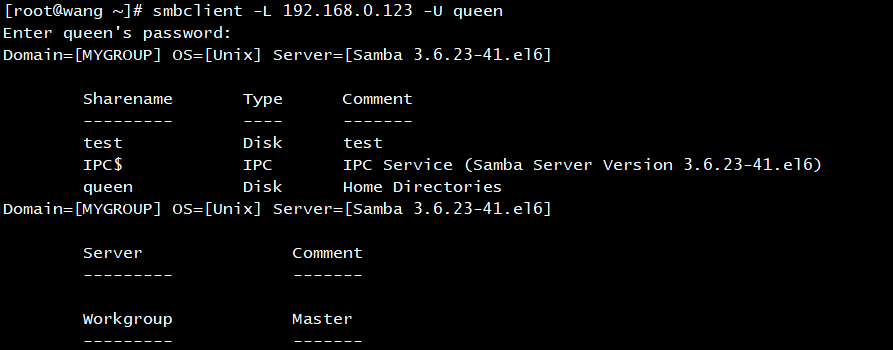 [root@wang ~]# smbclient -L 192.168.0.123 -U queen
Enter queen's password:
Domain=[MYGROUP] OS=[Unix] Server=[Samba 3.6.23-41.el6]
Sharename Type Comment
--------- ---- -------
test Disk test
IPC$ IPC IPC Service (Samba Server Version 3.6.23-41.el6)
queen Disk Home Directories
Domain=[MYGROUP] OS=[Unix] Server=[Samba 3.6.23-41.el6]
Server Comment
--------- -------
Workgroup Master
--------- -------